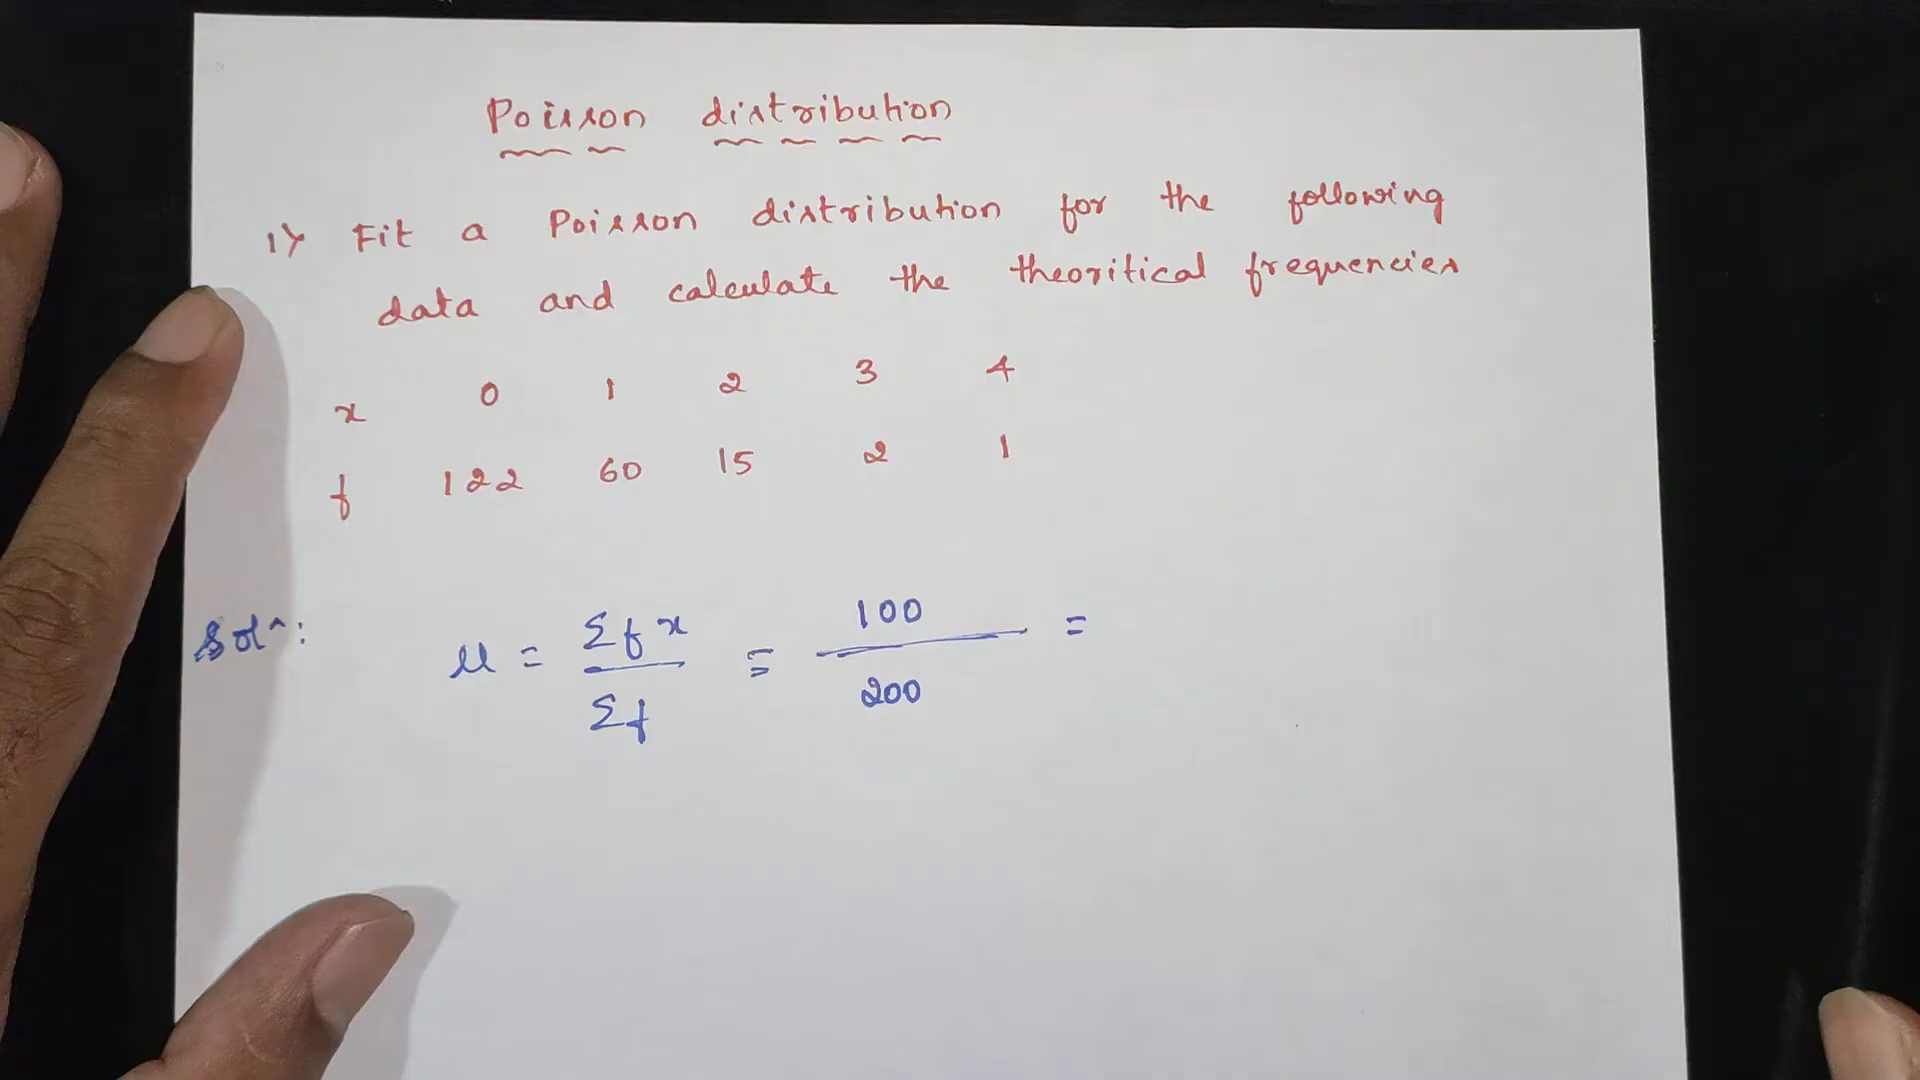 Poisson distribution
1) Fit a Poisson distribution for the following
data and calculate the theoritical frequencies
x 0 1 2 3 4
f 122 60 15 2 1
Solⁿ: μ = Σfx / Σf = 100 / 200 =